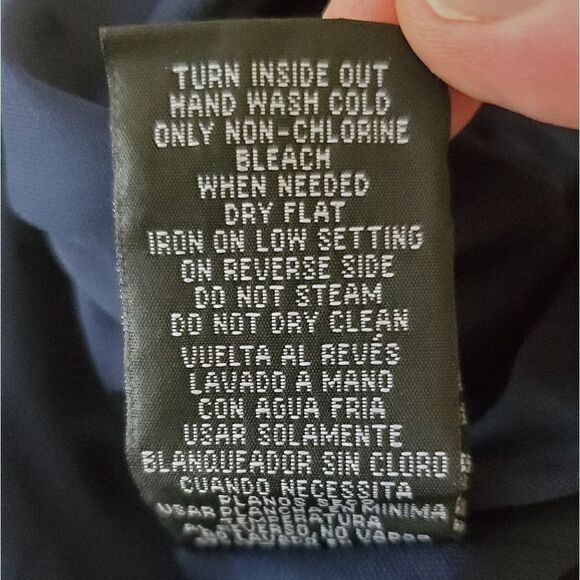 TURN INSIDE OUT
HAND WASH COLD
ONLY NON-CHLORINE
BLEACH
WHEN NEEDED
DRY FLAT
IRON ON LOW SETTING
ON REVERSE SIDE
DO NOT STEAM
DO NOT DRY CLEAN
VUELTA AL REVÉS
LAVADO A MANO
CON AGUA FRIA
USAR SOLAMENTE
BLANQUEADOR SIN CLORO
CUANDO NECESSITA
USAR MINIMA